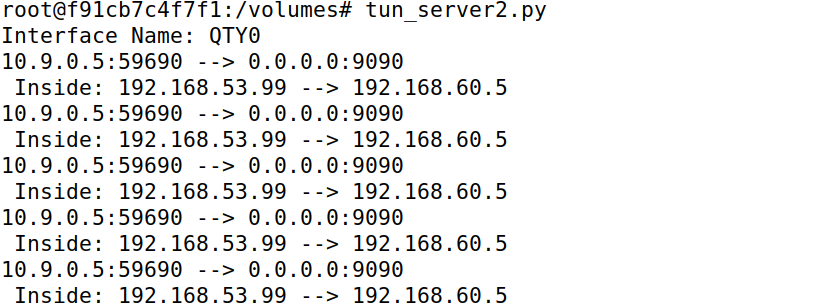 root@f91cb7c4f7f1:/volumes# tun_server2.py
Interface Name: QTY0
10.9.0.5:59690 --> 0.0.0.0:9090
 Inside: 192.168.53.99 --> 192.168.60.5
10.9.0.5:59690 --> 0.0.0.0:9090
 Inside: 192.168.53.99 --> 192.168.60.5
10.9.0.5:59690 --> 0.0.0.0:9090
 Inside: 192.168.53.99 --> 192.168.60.5
10.9.0.5:59690 --> 0.0.0.0:9090
 Inside: 192.168.53.99 --> 192.168.60.5
10.9.0.5:59690 --> 0.0.0.0:9090
 Inside: 192.168.53.99 --> 192.168.60.5